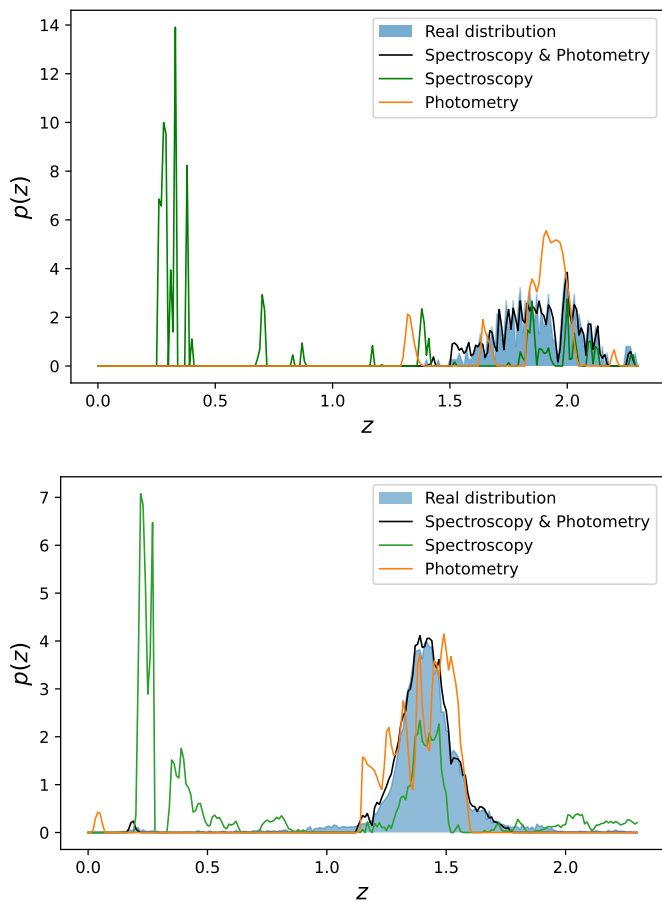 14
12
10
8
6
4
2
0
p(z)
Real distribution
Spectroscopy & Photometry
Spectroscopy
Photometry
0.0 0.5 1.0 1.5 2.0
z
7
6
5
4
3
2
1
0
p(z)
Real distribution
Spectroscopy & Photometry
Spectroscopy
Photometry
0.0 0.5 1.0 1.5 2.0
z